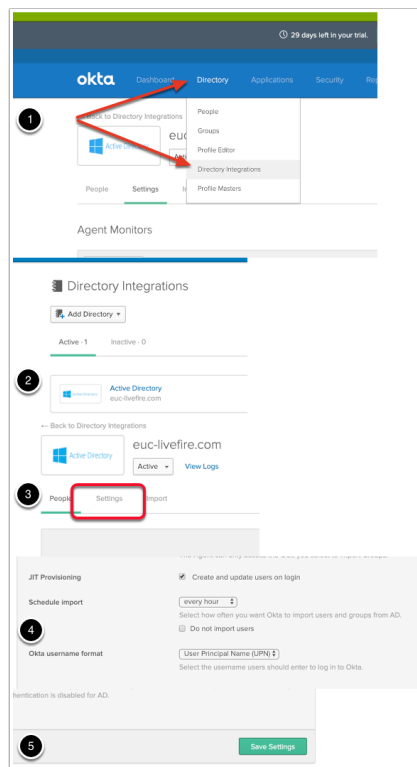 29 days left in your trial.
okta Dashboard Directory Applications Security
1
Back to Directory Integrations
People
Groups
Profile Editor
Directory Integrations
Profile Masters
Active Directory
euc
People Settings
Agent Monitors
Directory Integrations
Add Directory
Active · 1 Inactive · 0
2
Active Directory
euc-livefire.com
← Back to Directory Integrations
Active Directory
euc-livefire.com
Active View Logs
3
People Settings Import
JIT Provisioning Create and update users on login
Schedule import every hour
Select how often you want Okta to import users and groups from AD.
Do not import users
4
Okta username format User Principal Name (UPN)
Select the username users should enter to log in to Okta.
hentication is disabled for AD.
5
Save Settings